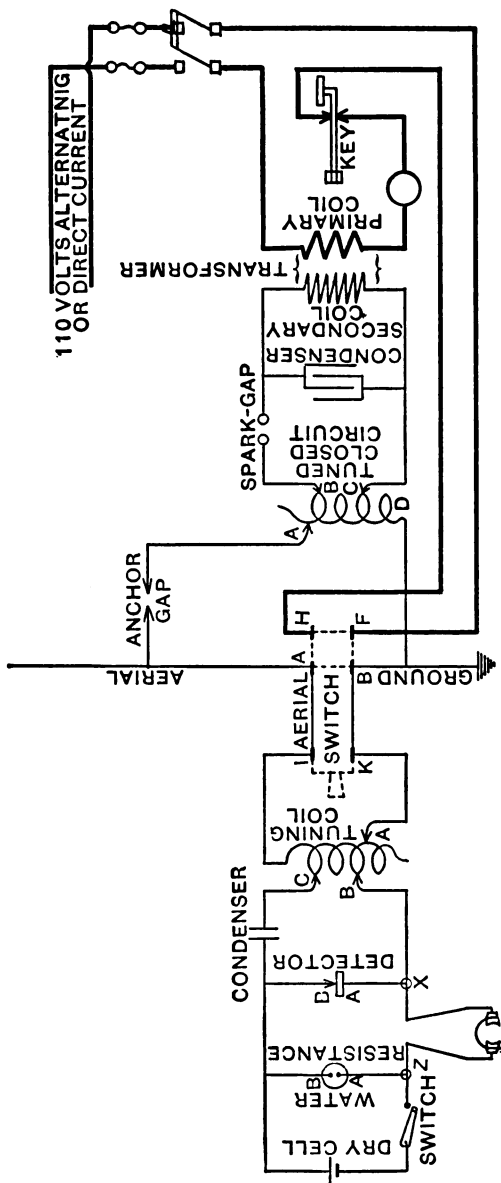 110 VOLTS ALTERNATNIG
OR DIRECT CURRENT
KEY
PRIMARY
COIL
TRANSFORMER
SECONDARY
COIL
CONDENSER
SPARK-GAP
TUNED
CLOSED
CIRCUIT
B
C
A
D
ANCHOR
GAP
H
F
AERIAL
A
B
GROUND
AERIAL
SWITCH
I
K
TUNING
COIL
A
C
B
CONDENSER
DETECTOR
B
A
X
RESISTANCE
WATER
B
A
Z
SWITCH
DRY CELL